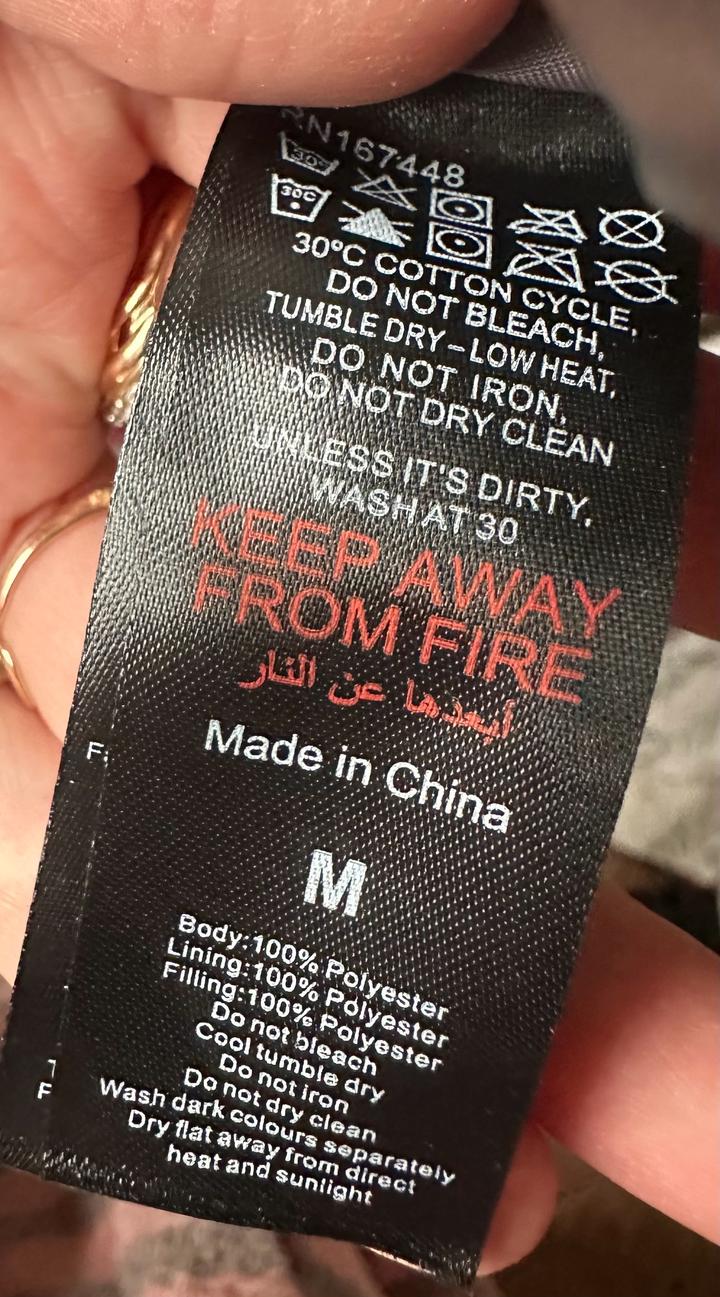 RN167448
30°
30C
30ºC COTTON CYCLE,
DO NOT BLEACH,
TUMBLE DRY–LOW HEAT,
DO NOT IRON,
DO NOT DRY CLEAN
UNLESS IT'S DIRTY,
WASH AT 30
KEEP AWAY
FROM FIRE
أبعدها عن النار
Made in China
M
Body:100% Polyester
Lining:100% Polyester
Filling:100% Polyester
Do not bleach
Cool tumble dry
Do not iron
Do not dry clean
Wash dark colours separately
Dry flat away from direct
heat and sunlight